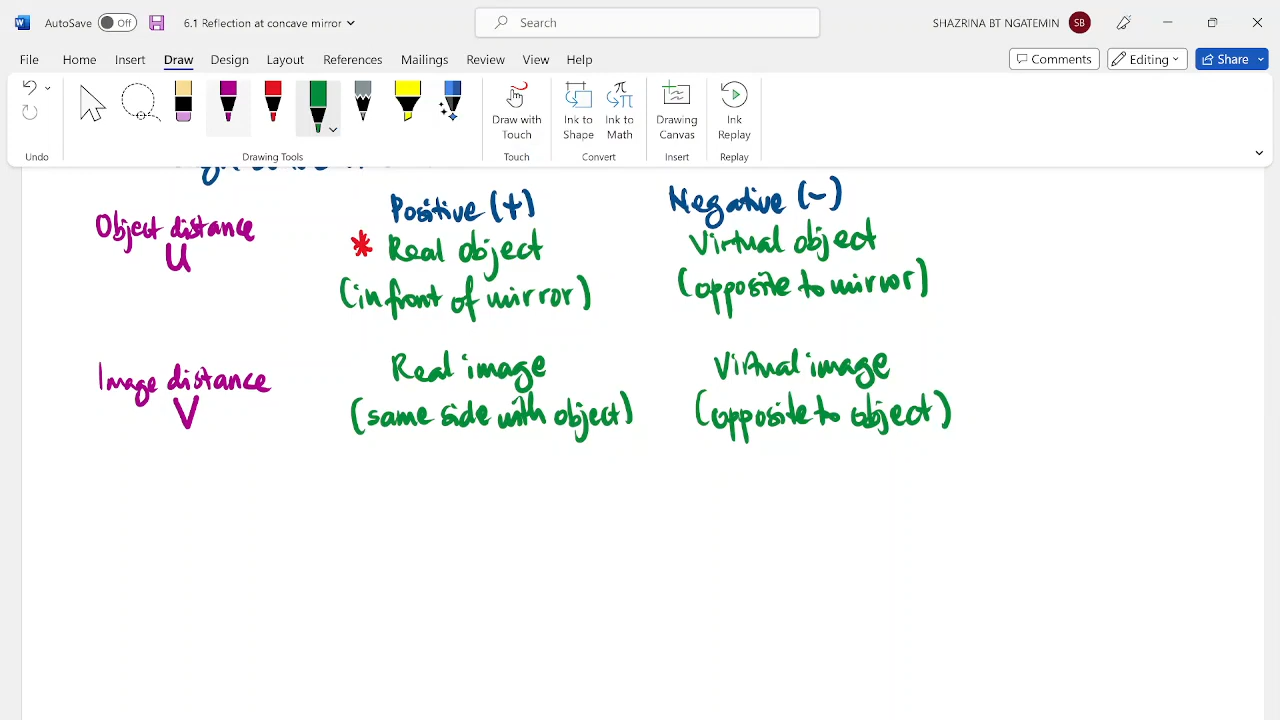 AutoSave Off
6.1 Reflection at concave mirror
Search
SHAZRINA BT NGATEMIN SB
File Home Insert Draw Design Layout References Mailings Review View Help
Comments Editing Share
Draw with Touch
Ink to Shape
Ink to Math
Drawing Canvas
Ink Replay
Undo Drawing Tools Touch Convert Insert Replay
Positive (+) Negative (-)
Object distance
u
* Real object
(in front of mirror)
Virtual object
(opposite to mirror)
Image distance
v
Real image
(same side with object)
Virtual image
(opposite to object)